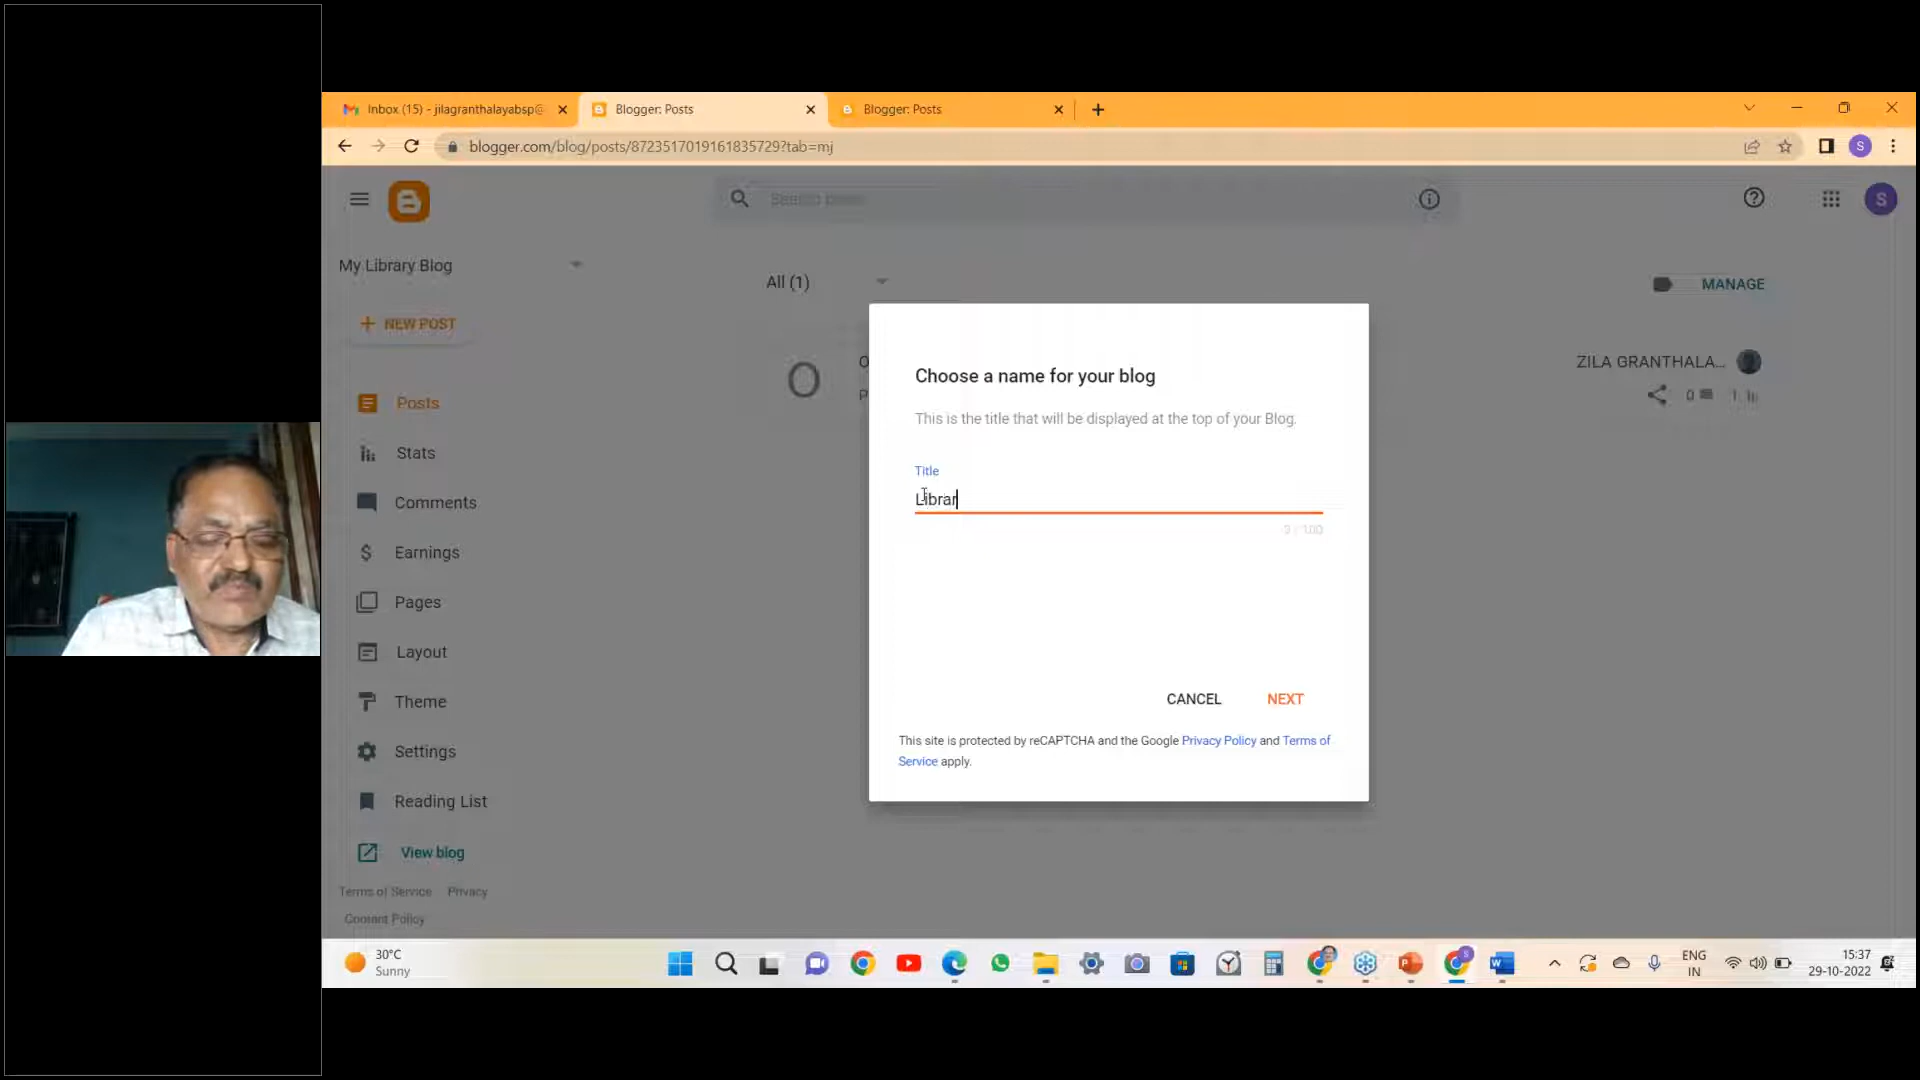 Inbox (15) - jilagranthalayabsp@
Blogger: Posts
Blogger: Posts
blogger.com/blog/posts/8723517019161835729?tab=mj
S
B
S
My Library Blog
All (1)
MANAGE
NEW POST
O
ZILA GRANTHALA...
0
1
Posts
Stats
Comments
Earnings
Pages
Layout
Theme
Settings
Reading List
View blog
Terms of Service Privacy
Content Policy
Choose a name for your blog
This is the title that will be displayed at the top of your Blog.
Title
Librar
CANCEL NEXT
This site is protected by reCAPTCHA and the Google Privacy Policy and Terms of
Service apply.
30°C
Sunny
ENG
IN
15:37
29-10-2022